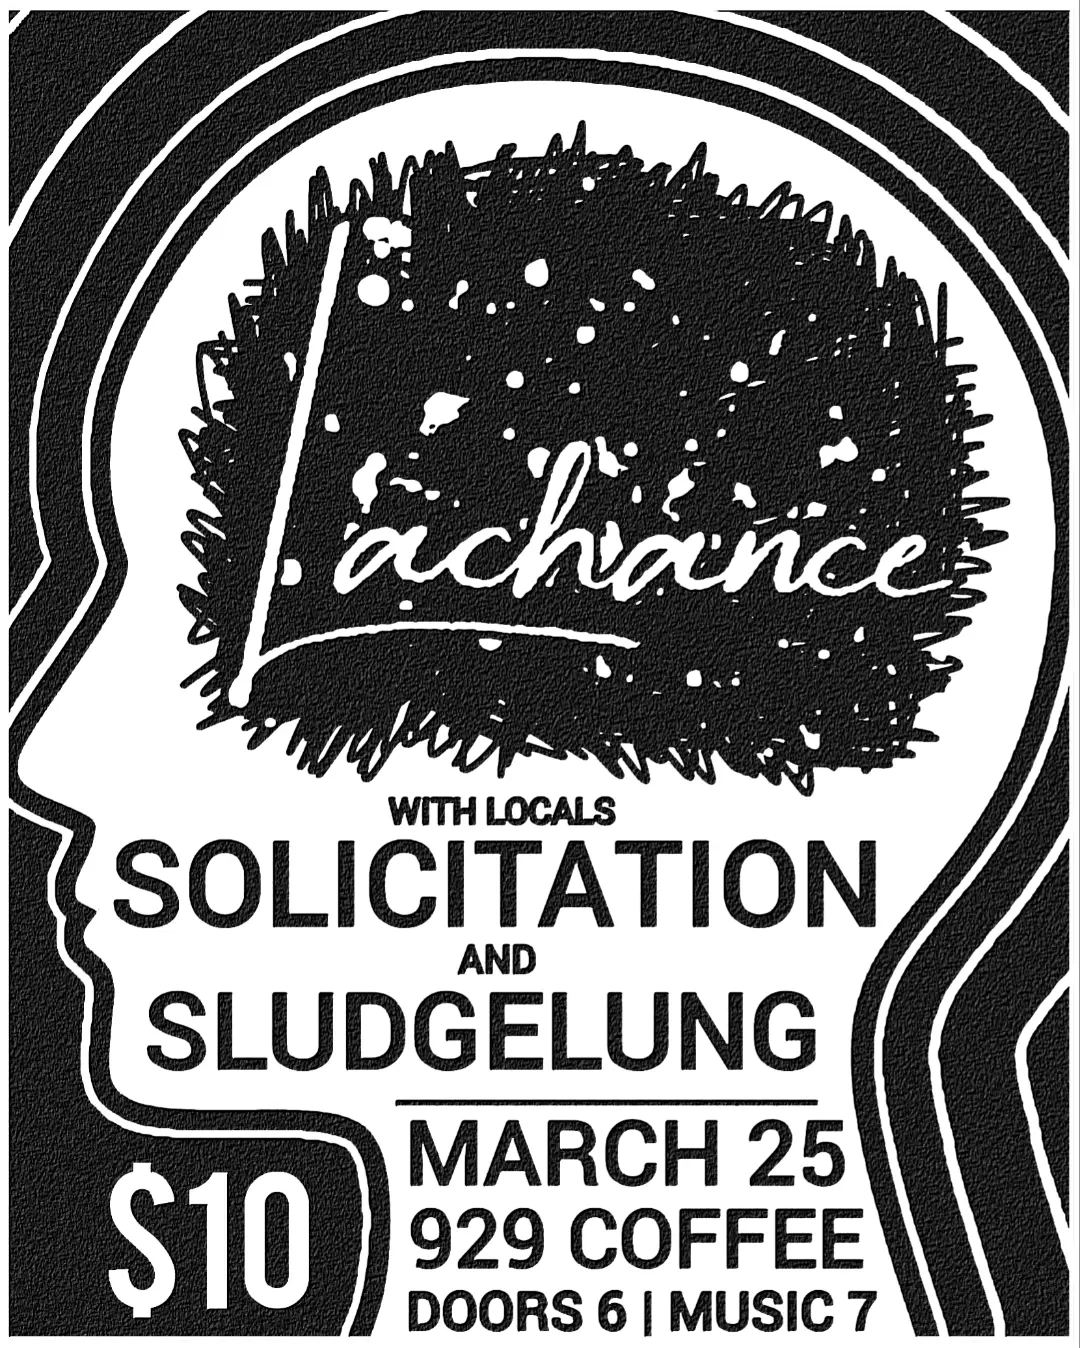 Lachance
WITH LOCALS
SOLICITATION
AND
SLUDGELUNG
MARCH 25
929 COFFEE
DOORS 6 | MUSIC 7
$10